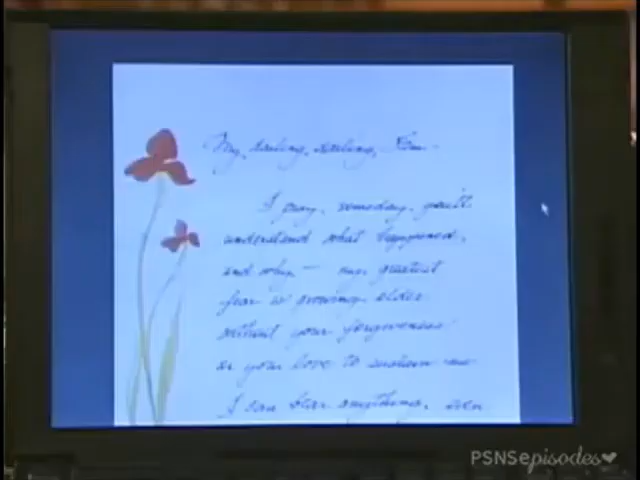 My, darling, darling, Son -
I pray, someday, you'll
understand what happened,
and why - my greatest
fear is growing older
without your forgiveness
or your love to sustain me
I can bear anything, even
PSNSepisodes❤